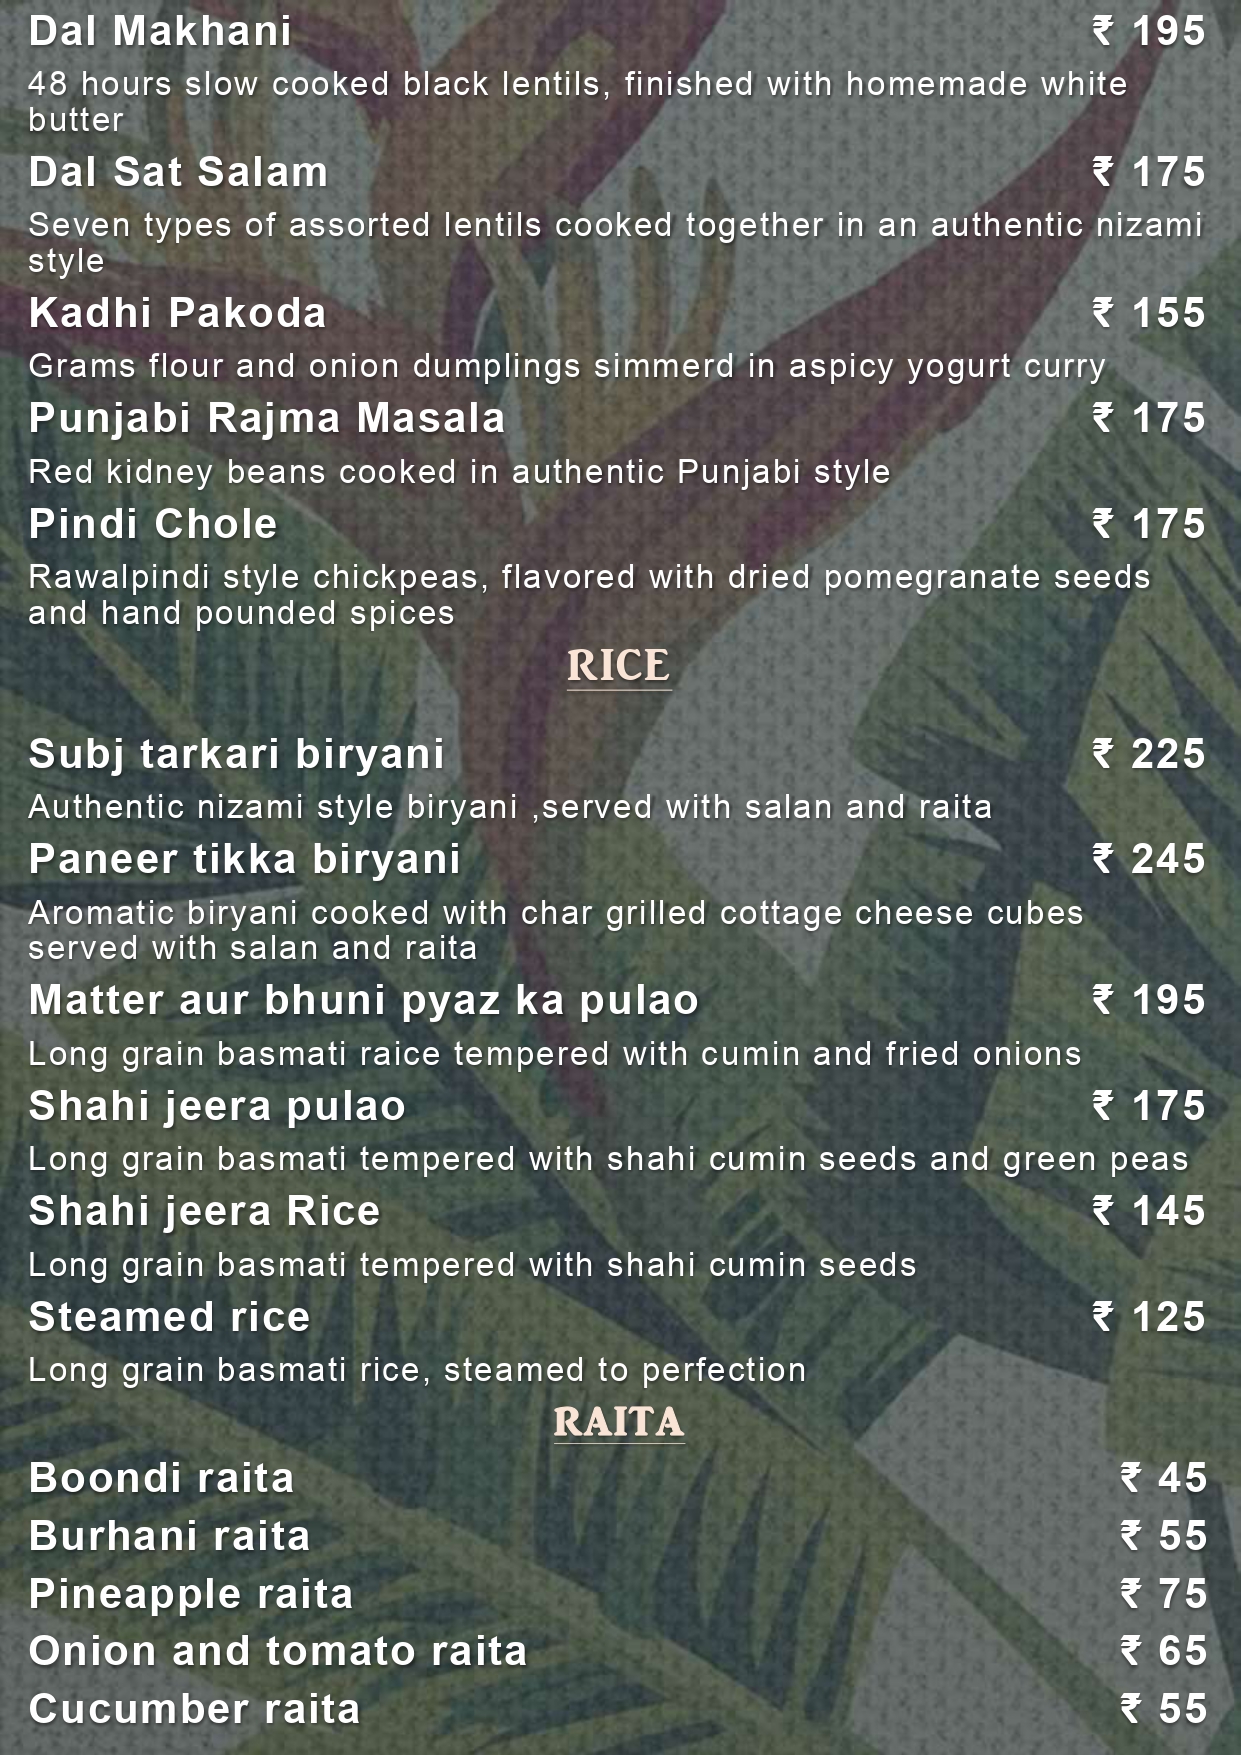 Dal Makhani ₹ 195
48 hours slow cooked black lentils, finished with homemade white
butter
Dal Sat Salam ₹ 175
Seven types of assorted lentils cooked together in an authentic nizami
style
Kadhi Pakoda ₹ 155
Grams flour and onion dumplings simmerd in aspicy yogurt curry
Punjabi Rajma Masala ₹ 175
Red kidney beans cooked in authentic Punjabi style
Pindi Chole ₹ 175
Rawalpindi style chickpeas, flavored with dried pomegranate seeds
and hand pounded spices
RICE
Subj tarkari biryani ₹ 225
Authentic nizami style biryani ,served with salan and raita
Paneer tikka biryani ₹ 245
Aromatic biryani cooked with char grilled cottage cheese cubes
served with salan and raita
Matter aur bhuni pyaz ka pulao ₹ 195
Long grain basmati raice tempered with cumin and fried onions
Shahi jeera pulao ₹ 175
Long grain basmati tempered with shahi cumin seeds and green peas
Shahi jeera Rice ₹ 145
Long grain basmati tempered with shahi cumin seeds
Steamed rice ₹ 125
Long grain basmati rice, steamed to perfection
RAITA
Boondi raita ₹ 45
Burhani raita ₹ 55
Pineapple raita ₹ 75
Onion and tomato raita ₹ 65
Cucumber raita ₹ 55